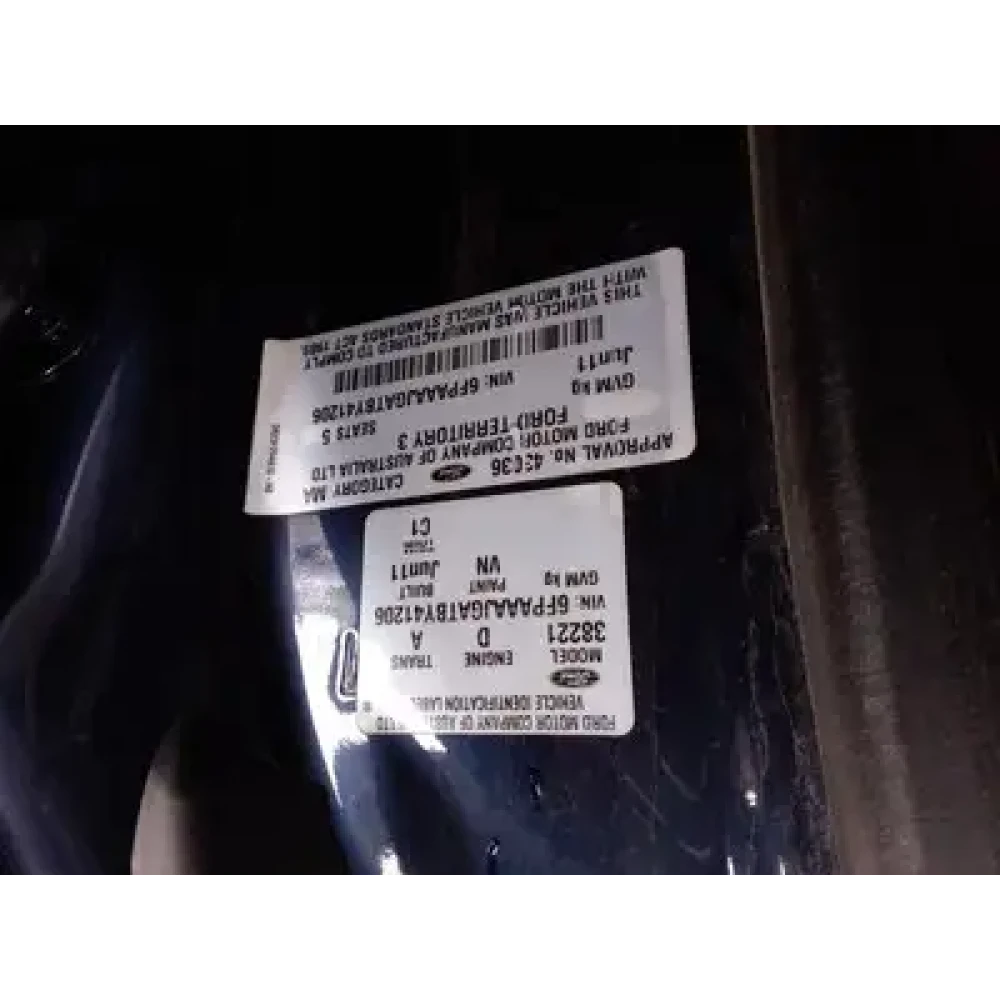 APPROVAL No. 42036 CATEGORY MA
FORD MOTOR COMPANY OF AUSTRALIA LTD
FORD-TERRITORY 3 SEATS 5
GVM kg VIN: 6FPAAAJGATBY41206
Jun11
THIS VEHICLE WAS MANUFACTURED TO COMPLY
WITH THE MOTOR VEHICLE STANDARDS ACT 1989
FORD MOTOR COMPANY OF LTD
VEHICLE IDENTIFICATION LABEL
Ford
MODEL ENGINE TRANS
38221 D A
VIN: 6FPAAAJGATBY41206
GVM kg PAINT BUILT
VN Jun11
C1